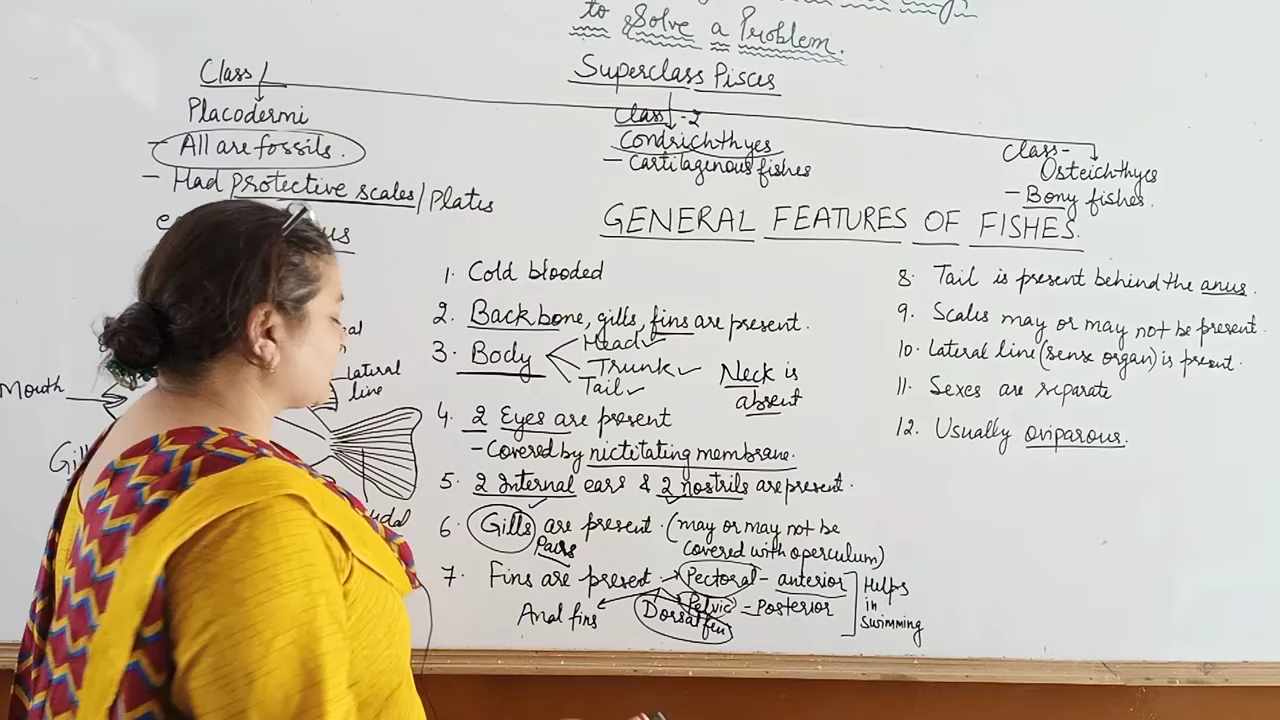 to Solve a Problem.
Superclass Pisces
Class 1
Placodermi
- All are fossils.
- Had protective scales/Plates
Class - 2
Condrichthyes
- Cartilagenous fishes
Class -
Osteichthyes
- Bony fishes.
GENERAL FEATURES OF FISHES.
1. Cold blooded
2. Backbone, gills, fins are present.
3. Body
Head
Trunk
Tail
Neck is
absent
4. 2 Eyes are present
- Covered by nictitating membrane.
5. 2 Internal ears & 2 nostrils are present.
6. Gills are present. (may or may not be
Pairs
covered with operculum)
7. Fins are present
Pectoral - anterior
Pelvic - Posterior
Anal fins
Dorsal fin
Helps
in
Swimming
8. Tail is present behind the anus.
9. Scales may or may not be present.
10. Lateral line (sense organ) is present.
11. Sexes are separate
12. Usually oviparous.
Mouth
lateral
line